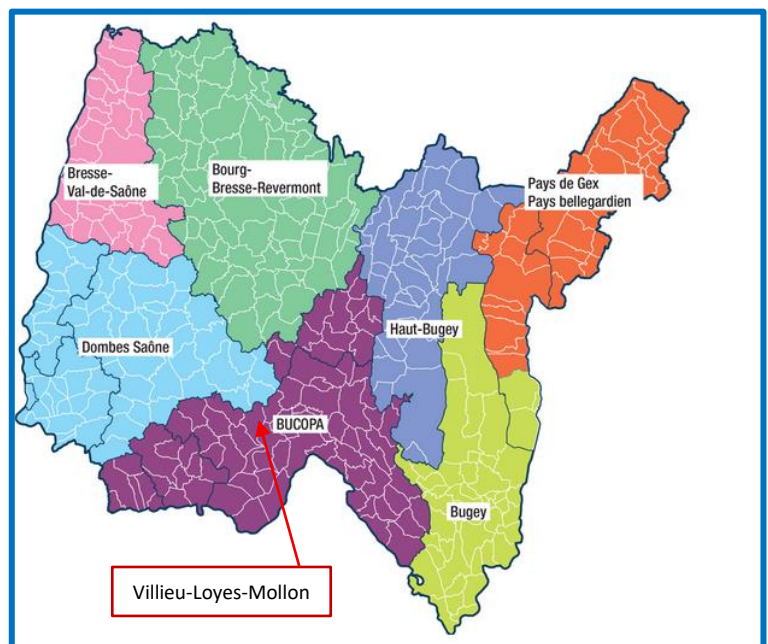 Bresse-
Val-de-Saône
Bourg-
Bresse-Revermont
Pays de Gex
Pays bellegardien
Dombes Saône
Haut-Bugey
BUCOPA
Bugey
Villieu-Loyes-Mollon